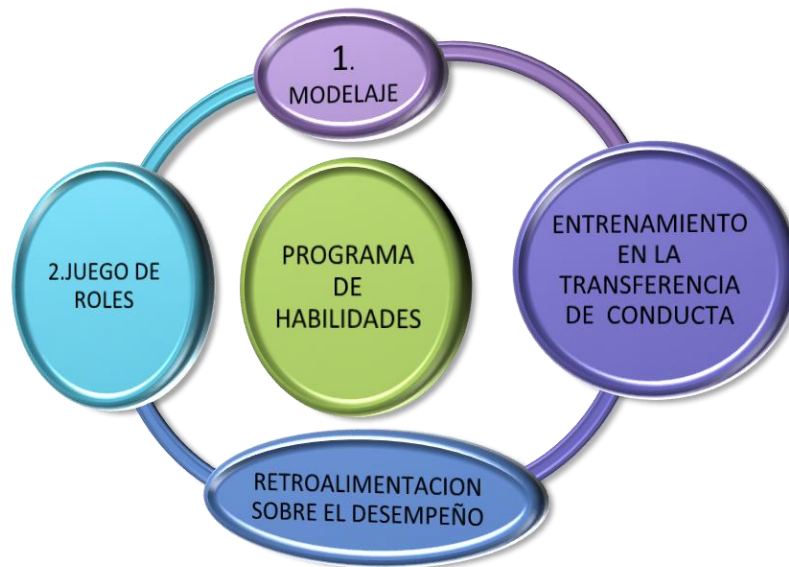 1.
MODELAJE
2.JUEGO DE
ROLES
PROGRAMA
DE
HABILIDADES
ENTRENAMIENTO
EN LA
TRANSFERENCIA
DE CONDUCTA
RETROALIMENTACION
SOBRE EL DESEMPEÑO